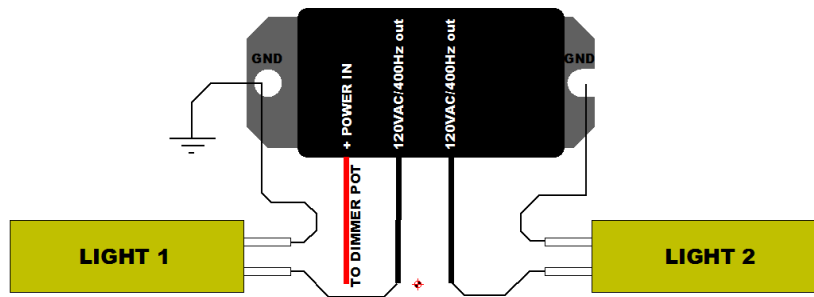 GND
GND
+ POWER IN
120VAC/400Hz out
120VAC/400Hz out
TO DIMMER POT
LIGHT 1
LIGHT 2